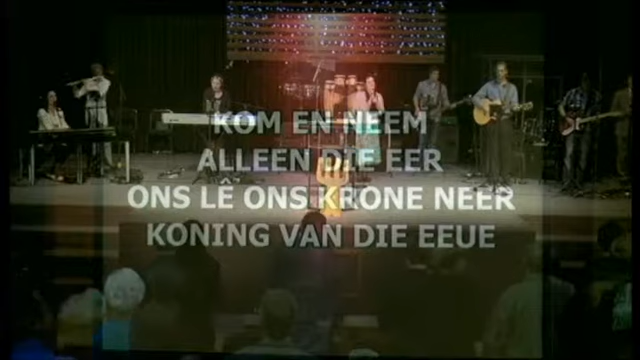 KOM EN NEEM
ALLEEN DIE EER
ONS LÊ ONS KRONE NEER
KONING VAN DIE EEUE